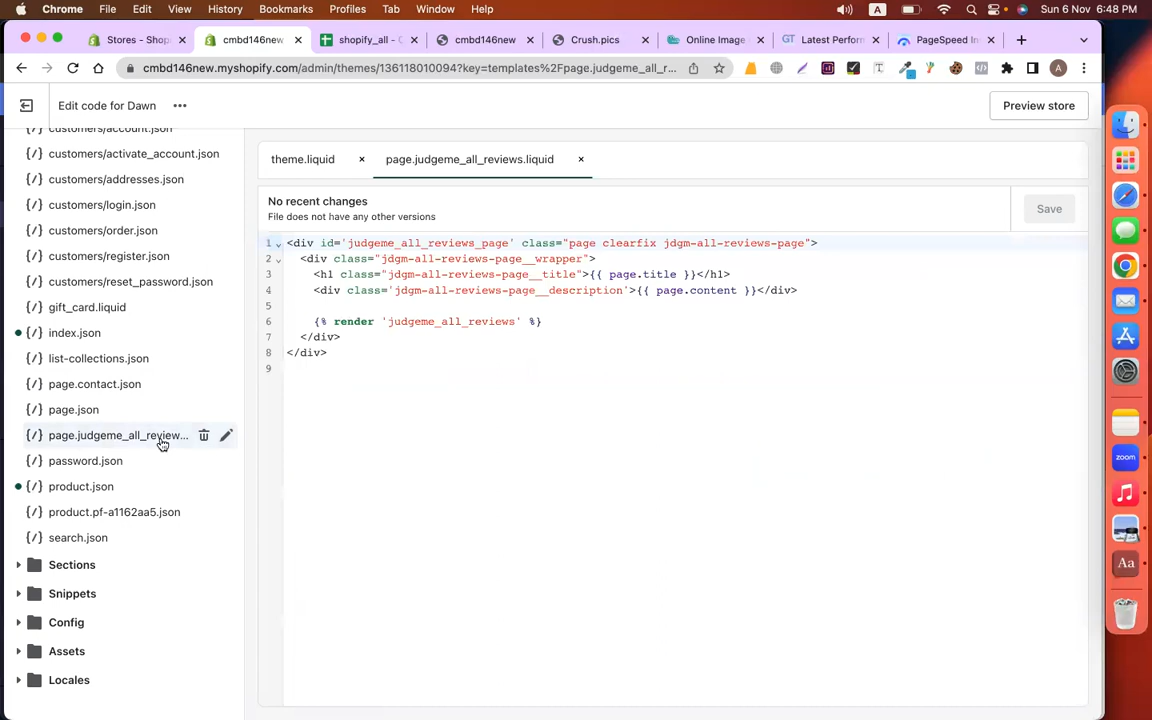 Chrome File Edit View History Bookmarks Profiles Tab Window Help A Sun 6 Nov 6:48 PM
Stores - Shop × cmbd146new × shopify_all - G × cmbd146new × Crush.pics × Online Image × Latest Perform × PageSpeed In ×
cmbd146new.myshopify.com/admin/themes/136118010094?key=templates%2Fpage.judgeme_all_r... A
Edit code for Dawn ••• Preview store
customers/account.json
{/} customers/activate_account.json
{/} customers/addresses.json
{/} customers/login.json
{/} customers/order.json
{/} customers/register.json
{/} customers/reset_password.json
{/} gift_card.liquid
{/} index.json
{/} list-collections.json
{/} page.contact.json
{/} page.json
{/} page.judgeme_all_review...
{/} password.json
{/} product.json
{/} product.pf-a1162aa5.json
{/} search.json
Sections
Snippets
Config
Assets
Locales
theme.liquid × page.judgeme_all_reviews.liquid ×
No recent changes
File does not have any other versions
Save
1 <div id='judgeme_all_reviews_page' class="page clearfix jdgm-all-reviews-page">
2 <div class="jdgm-all-reviews-page__wrapper">
3 <h1 class="jdgm-all-reviews-page__title">{{ page.title }}</h1>
4 <div class='jdgm-all-reviews-page__description'>{{ page.content }}</div>
5
6 {% render 'judgeme_all_reviews' %}
7 </div>
8 </div>
9
zoom
Aa